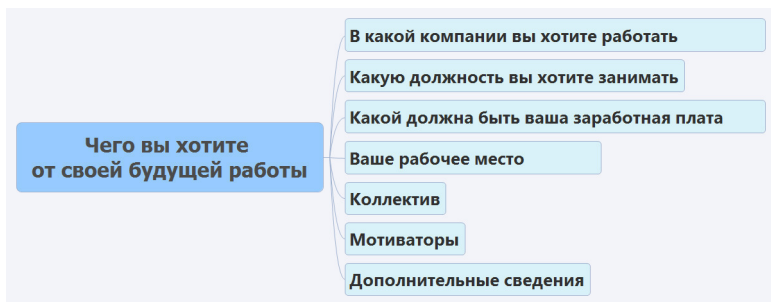 Чего вы хотите
от своей будущей работы
В какой компании вы хотите работать
Какую должность вы хотите занимать
Какой должна быть ваша заработная плата
Ваше рабочее место
Коллектив
Мотиваторы
Дополнительные сведения